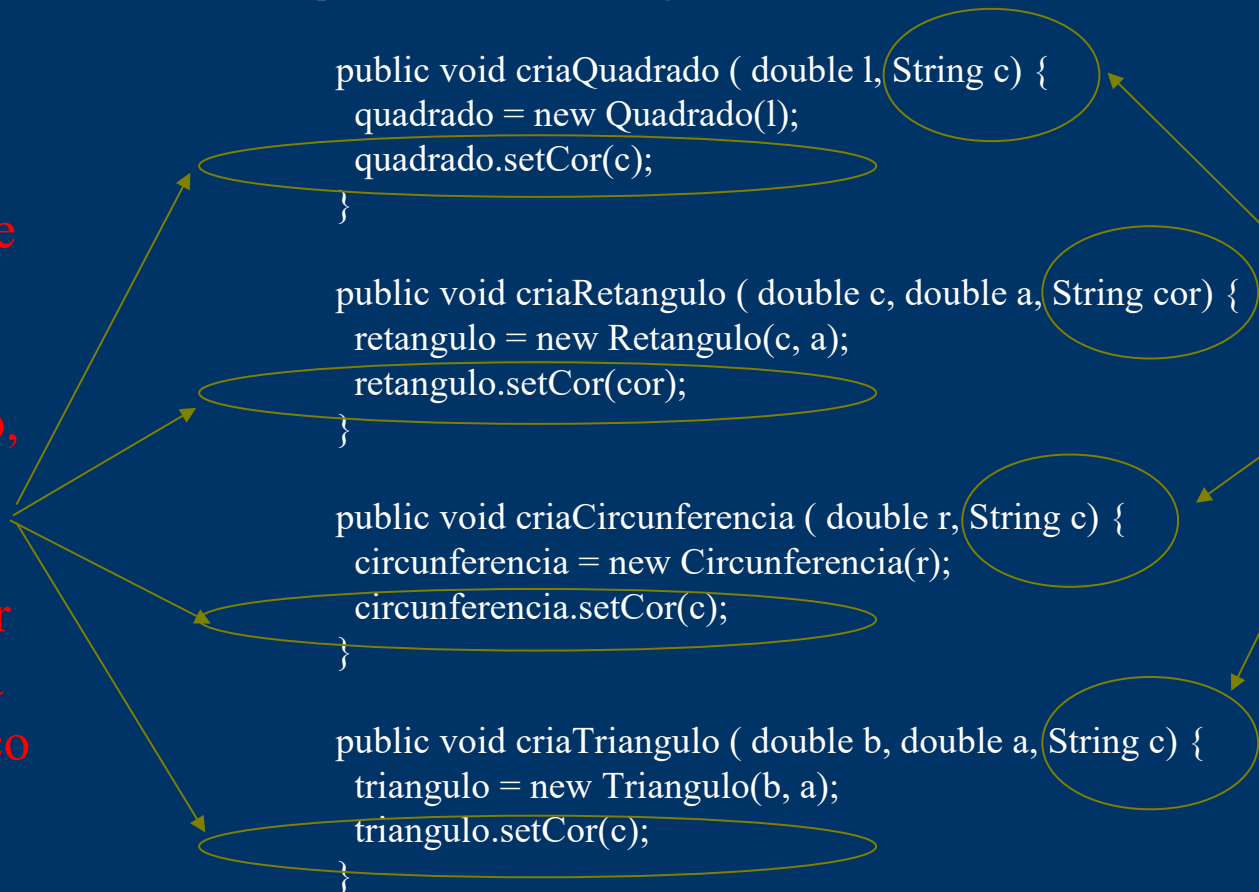 public void criaQuadrado ( double l, String c) {
quadrado = new Quadrado(l);
quadrado.setCor(c);
}
public void criaRetangulo ( double c, double a, String cor) {
retangulo = new Retangulo(c, a);
retangulo.setCor(cor);
}
public void criaCircunferencia ( double r, String c) {
circunferencia = new Circunferencia(r);
circunferencia.setCor(c);
}
public void criaTriangulo ( double b, double a, String c) {
triangulo = new Triangulo(b, a);
triangulo.setCor(c);
}